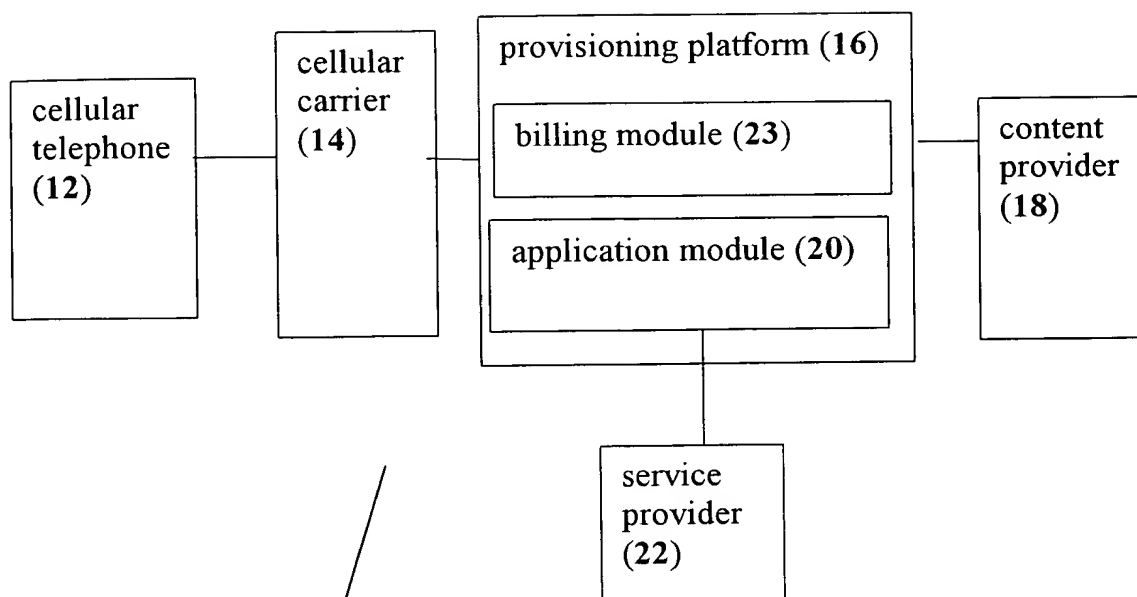 cellular
telephone
(12)
cellular
carrier
(14)
provisioning platform (16)
billing module (23)
application module (20)
content
provider
(18)
service
provider
(22)